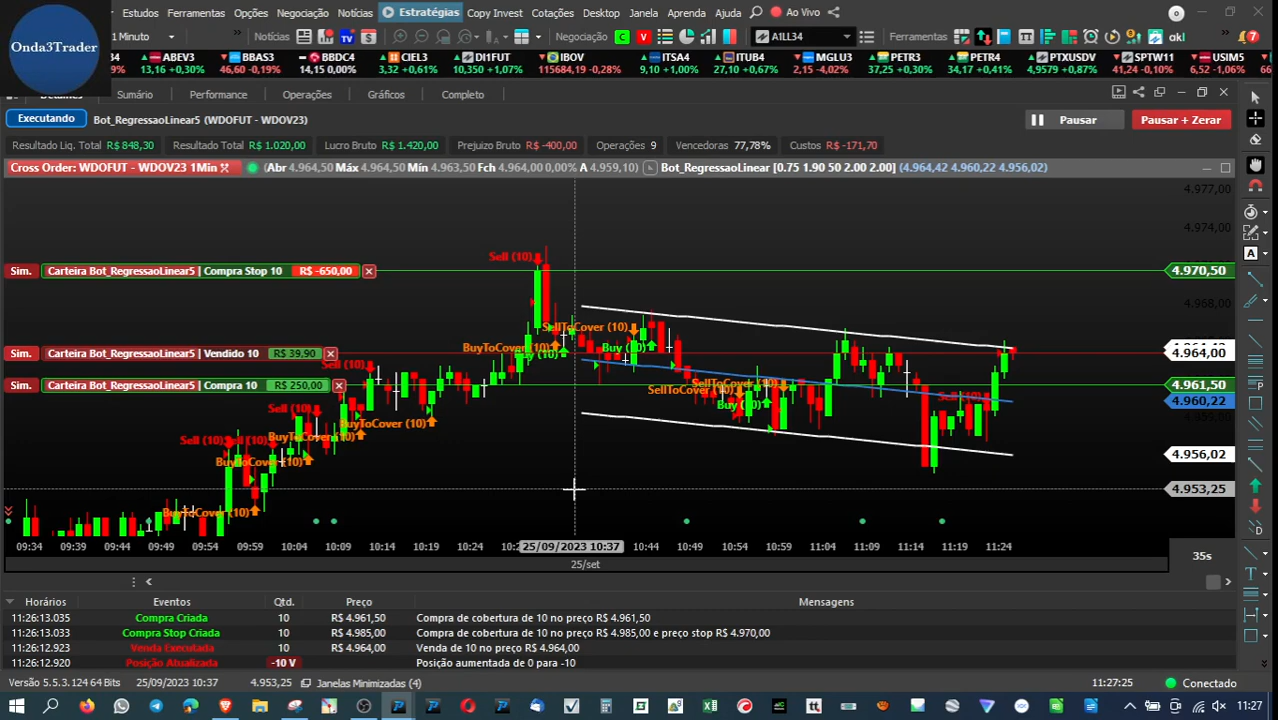 Estudos Ferramentas Opções Negociação Notícias Estratégias Copy Invest Cotações Desktop Janela Aprenda Ajuda Ao Vivo
Onda3Trader
1 Minuto Notícias Negociação C V A1LL34 Ferramentas akl 7
ABEV3 BBAS3 BBDC4 CIEL3 DI1FUT IBOV ITSA4 ITUB4 MGLU3 PETR3 PETR4 PTXUSDV SPTW11 USIM5
13,16 +0,30% 46,60 -0,19% 14,15 0,00% 3,32 +0,61% 10,350 +1,07% 115684,19 -0,28% 9,10 +1,00% 27,10 +0,67% 2,15 -4,02% 37,25 +0,30% 34,17 +0,41% 4,9579 +0,87% 41,24 -0,10% 6,52 -1,06%
Detalhes Sumário Performance Operações Gráficos Completo
Executando Bot_RegressaoLinear5 (WDOFUT - WDOV23) Pausar Pausar + Zerar
Resultado Liq. Total R$ 848,30 Resultado Total R$ 1.020,00 Lucro Bruto R$ 1.420,00 Prejuizo Bruto R$ -400,00 Operações 9 Vencedoras 77,78% Custos R$ -171,70
Cross Order: WDOFUT - WDOV23 1Min (Abr 4.964,50 Máx 4.964,50 Mín 4.963,50 Fch 4.964,00 0,00% A 4.959,10) Bot_RegressaoLinear [0.75 1.90 50 2.00 2.00] (4.964,42 4.960,22 4.956,02)
4.977,00
4.974,00
Sell (10)
Sim. Carteira Bot_RegressaoLinear5 | Compra Stop 10 R$ -650,00 4.970,50
4.968,00
SellToCover (10)
BuyToCover (10) Buy (10) Buy (10)
Sim. Carteira Bot_RegressaoLinear5 | Vendido 10 R$ 39,90 4.964,00
Sell (10)
Sim. Carteira Bot_RegressaoLinear5 | Compra 10 R$ 250,00 SellToCover (10) SellToCover (10) 4.961,50
Sell (10) 4.960,22
Sell (10) Buy (10)
BuyToCover (10)
Sell (10) Sell (10) BuyToCover (10)
BuyToCover (10) 4.956,02
4.953,25
BuyToCover (10)
09:34 09:39 09:44 09:49 09:54 09:59 10:04 10:09 10:14 10:19 10:24 25/09/2023 10:37 10:44 10:49 10:54 10:59 11:04 11:09 11:14 11:19 11:24 35s
25/set
Horários Eventos Qtd. Preço Mensagens
11:26:13.035 Compra Criada 10 R$ 4.961,50 Compra de cobertura de 10 no preço R$ 4.961,50
11:26:12.033 Compra Stop Criada 10 R$ 4.985,00 Compra de cobertura de 10 no preço R$ 4.985,00 e preço stop R$ 4.970,00
11:26:12.923 Venda Executada 10 R$ 4.964,00 Venda de 10 no preço R$ 4.964,00
11:26:12.920 Posição Atualizada -10 V Posição aumentada de 0 para -10
Versão 5.5.3.124 64 Bits 25/09/2023 10:37 4.953,25 Janelas Minimizadas (4) 11:27:25 Conectado
11:27